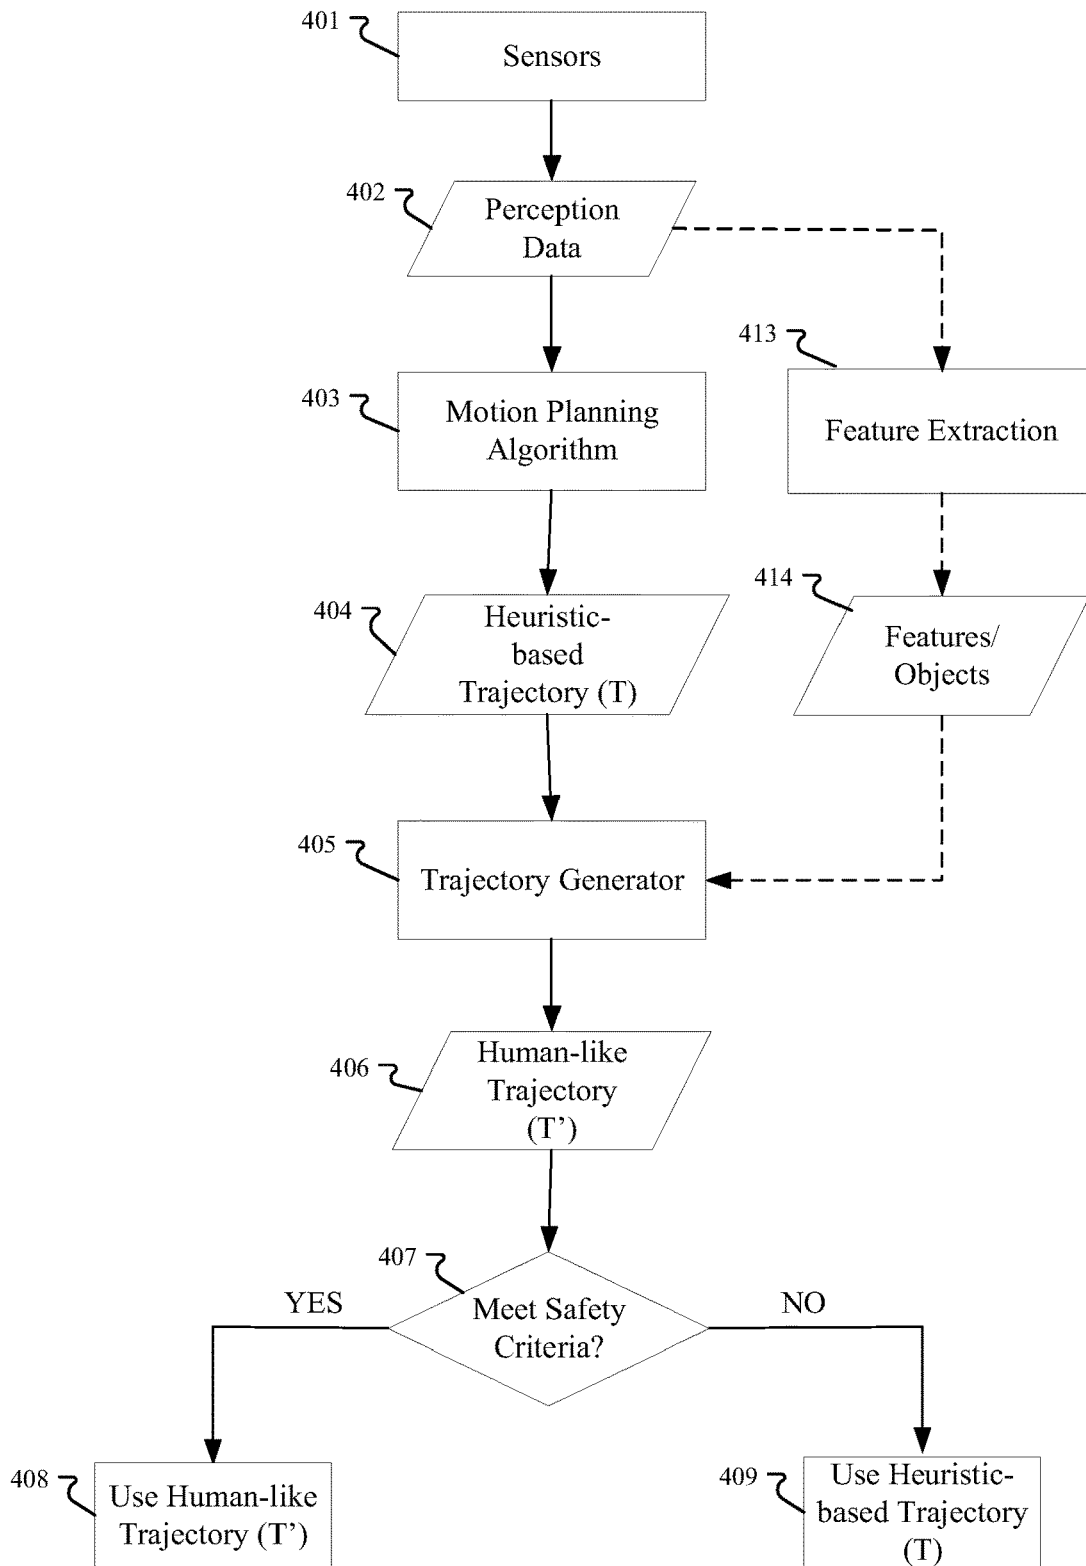 401
Sensors
402
Perception
Data
413
403
Motion Planning
Algorithm
Feature Extraction
414
404
Heuristic-
based
Trajectory (T)
Features/
Objects
405
Trajectory Generator
406
Human-like
Trajectory
(T’)
407
YES
Meet Safety
Criteria?
NO
408
Use Human-like
Trajectory (T’)
409
Use Heuristic-
based Trajectory
(T)